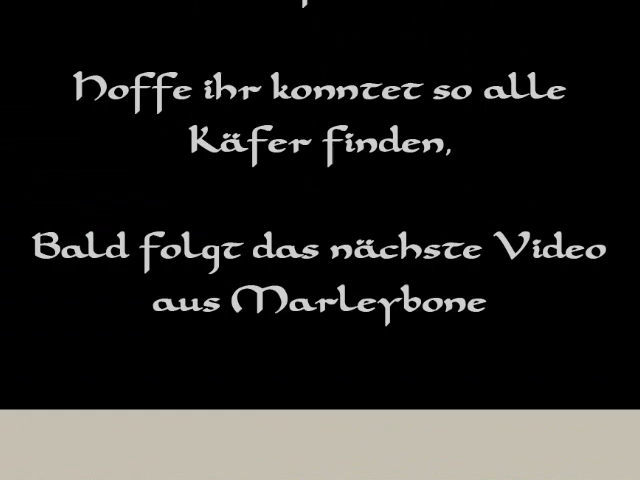 Hoffe ihr konntet so alle
Käfer finden,
Bald folgt das nächste Video
aus Marleybone